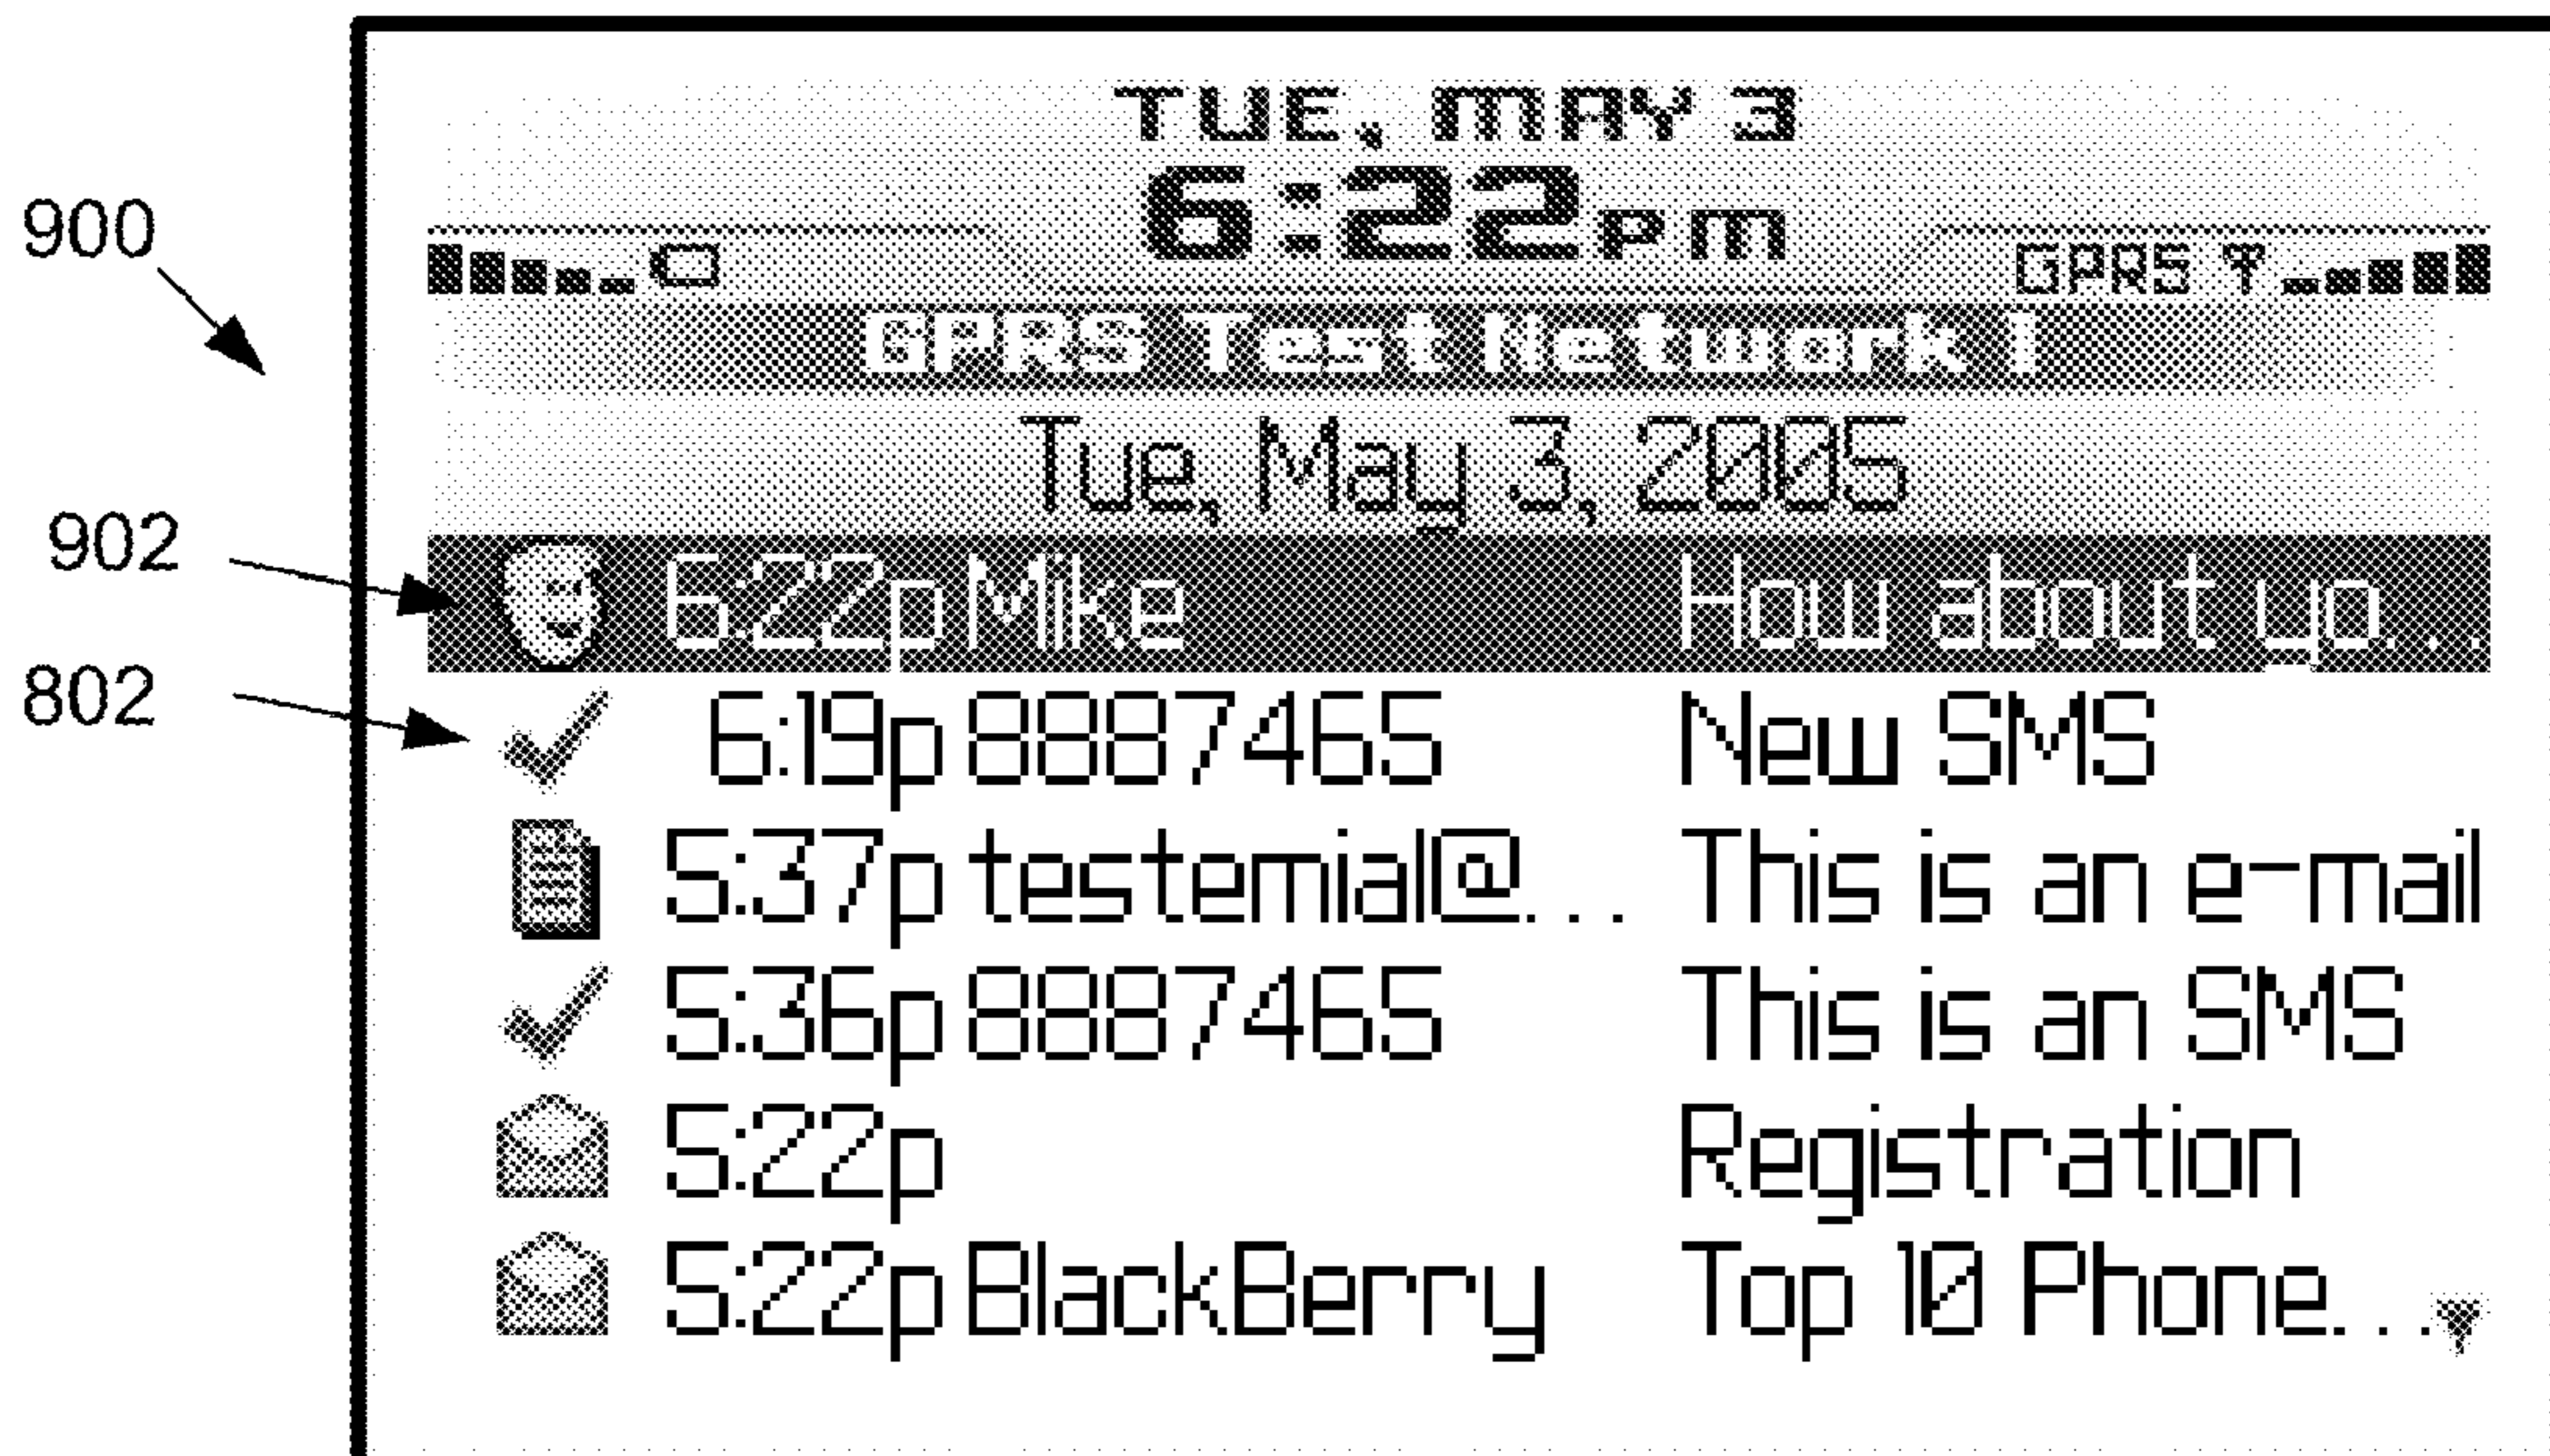 TUE, MAY 3
900
6:22PM
GPRS
GPRS Test Network 1
Tue, May 3, 2005
902
6:22p Mike How about yo...
802
6:19p 8887465 New SMS
5:37p testemial@... This is an e-mail
5:36p 8887465 This is an SMS
5:22p Registration
5:22p BlackBerry Top 10 Phone...